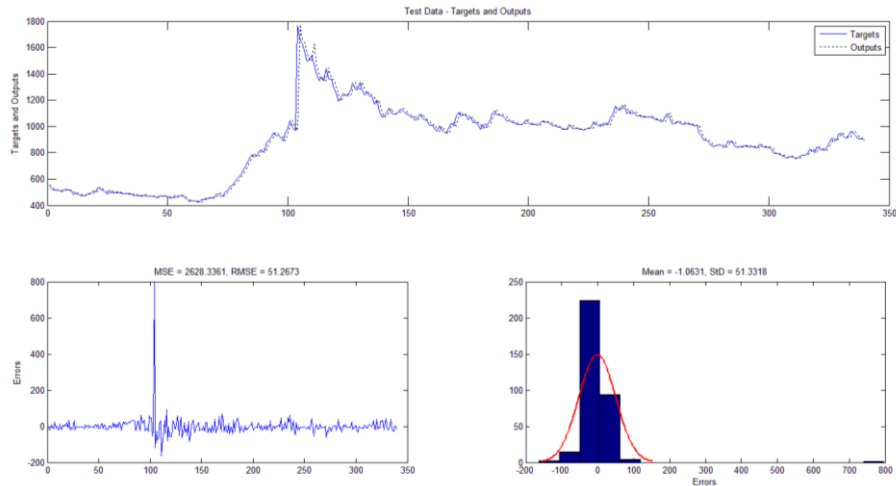 Test Data - Targets and Outputs
Targets
Outputs
Targets and Outputs
1800
1600
1400
1200
1000
800
600
400
0 50 100 150 200 250 300 350
MSE = 2628.3361, RMSE = 51.2673
Errors
800
600
400
200
0
-200
0 50 100 150 200 250 300 350 400
Mean = -1.0631, StD = 51.3318
250
200
150
100
50
0
-200 -100 0 100 200 300 400 500 600 700 800
Errors